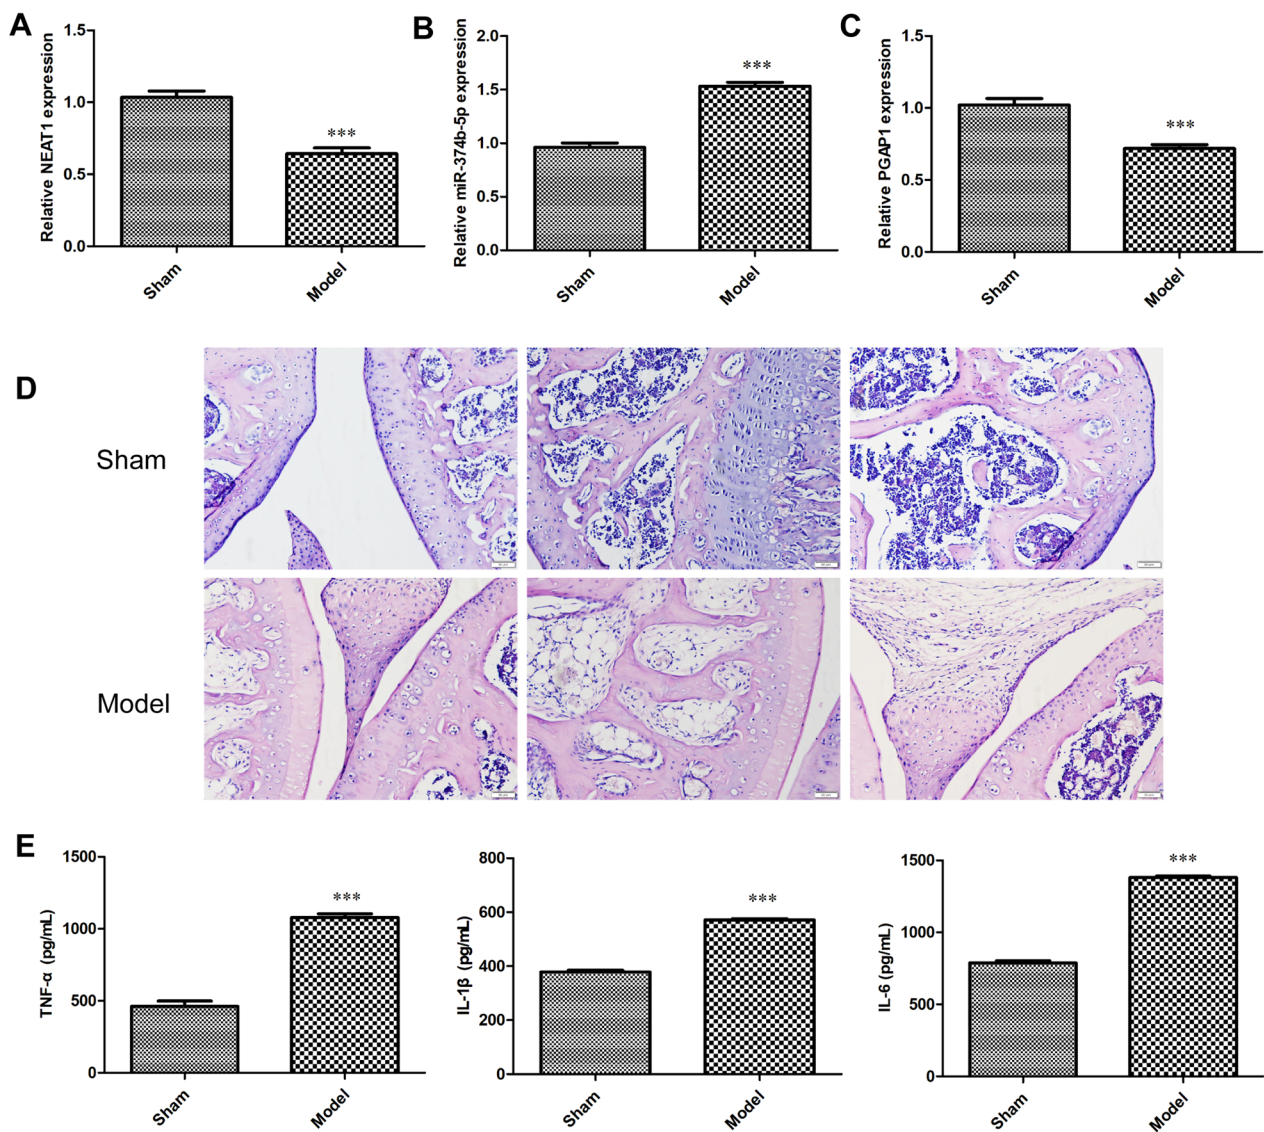 A
Relative NEAT1 expression
1.5
1.0
0.5
0.0
***
Sham
Model
B
Relative miR-374b-5p expression
2.0
1.5
1.0
0.5
0.0
***
Sham
Model
C
Relative PGAP1 expression
1.5
1.0
0.5
0.0
***
Sham
Model
D
Sham
Model
E
TNF-α (pg/mL)
1500
1000
500
0
***
Sham
Model
IL-1β (pg/mL)
800
600
400
200
0
***
Sham
Model
IL-6 (pg/mL)
1500
1000
500
0
***
Sham
Model